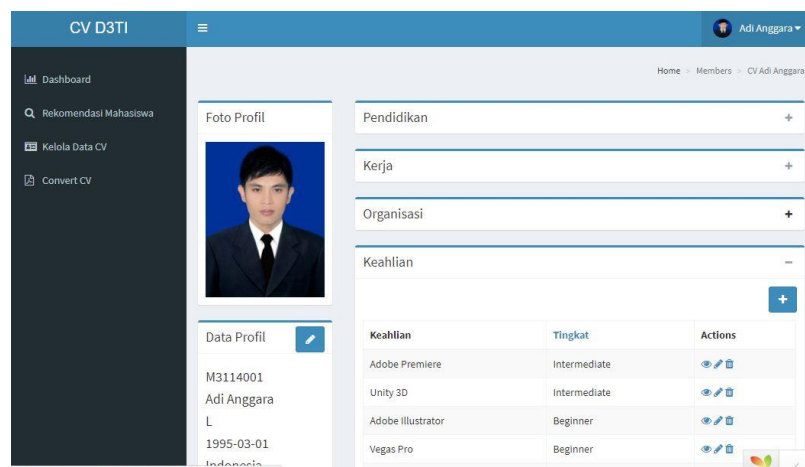 CV D3TI
Adi Anggara
Home > Members > CV Adi Anggara
Dashboard
Rekomendasi Mahasiswa
Kelola Data CV
Convert CV
Foto Profil
Data Profil
M3114001
Adi Anggara
L
1995-03-01
Indonesia
Pendidikan +
Kerja +
Organisasi +
Keahlian −
+
Keahlian Tingkat Actions
Adobe Premiere Intermediate
Unity 3D Intermediate
Adobe Illustrator Beginner
Vegas Pro Beginner